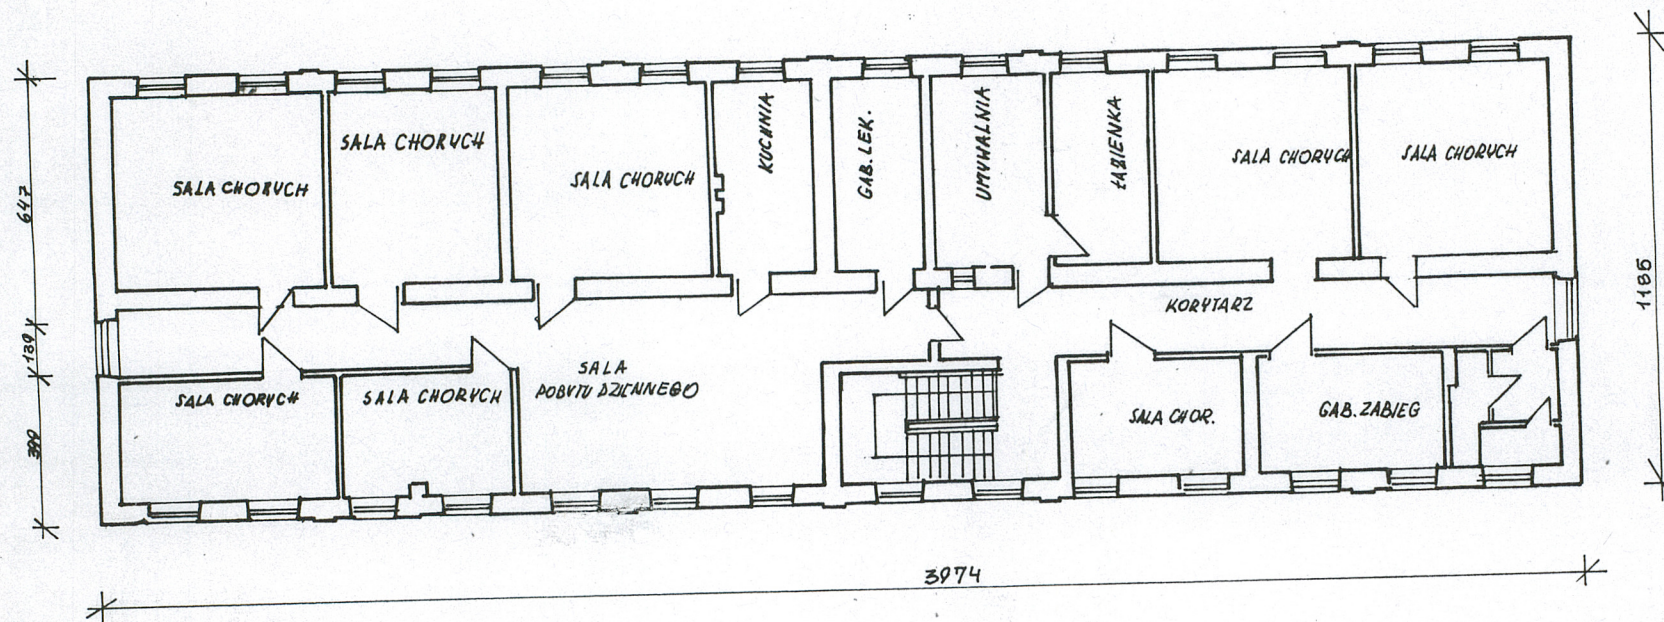 SALA CHORYCH
SALA CHORYCH
SALA CHORYCH
KUCHNIA
GAB. LEK.
UMYWALNIA
ŁAZIENKA
SALA CHORYCH
SALA CHORYCH
647
139
399
1185
KORYTARZ
SALA CHORYCH
SALA CHORYCH
SALA
POBYTU DZIENNEGO
SALA CHOR.
GAB. ZABIEG
3974